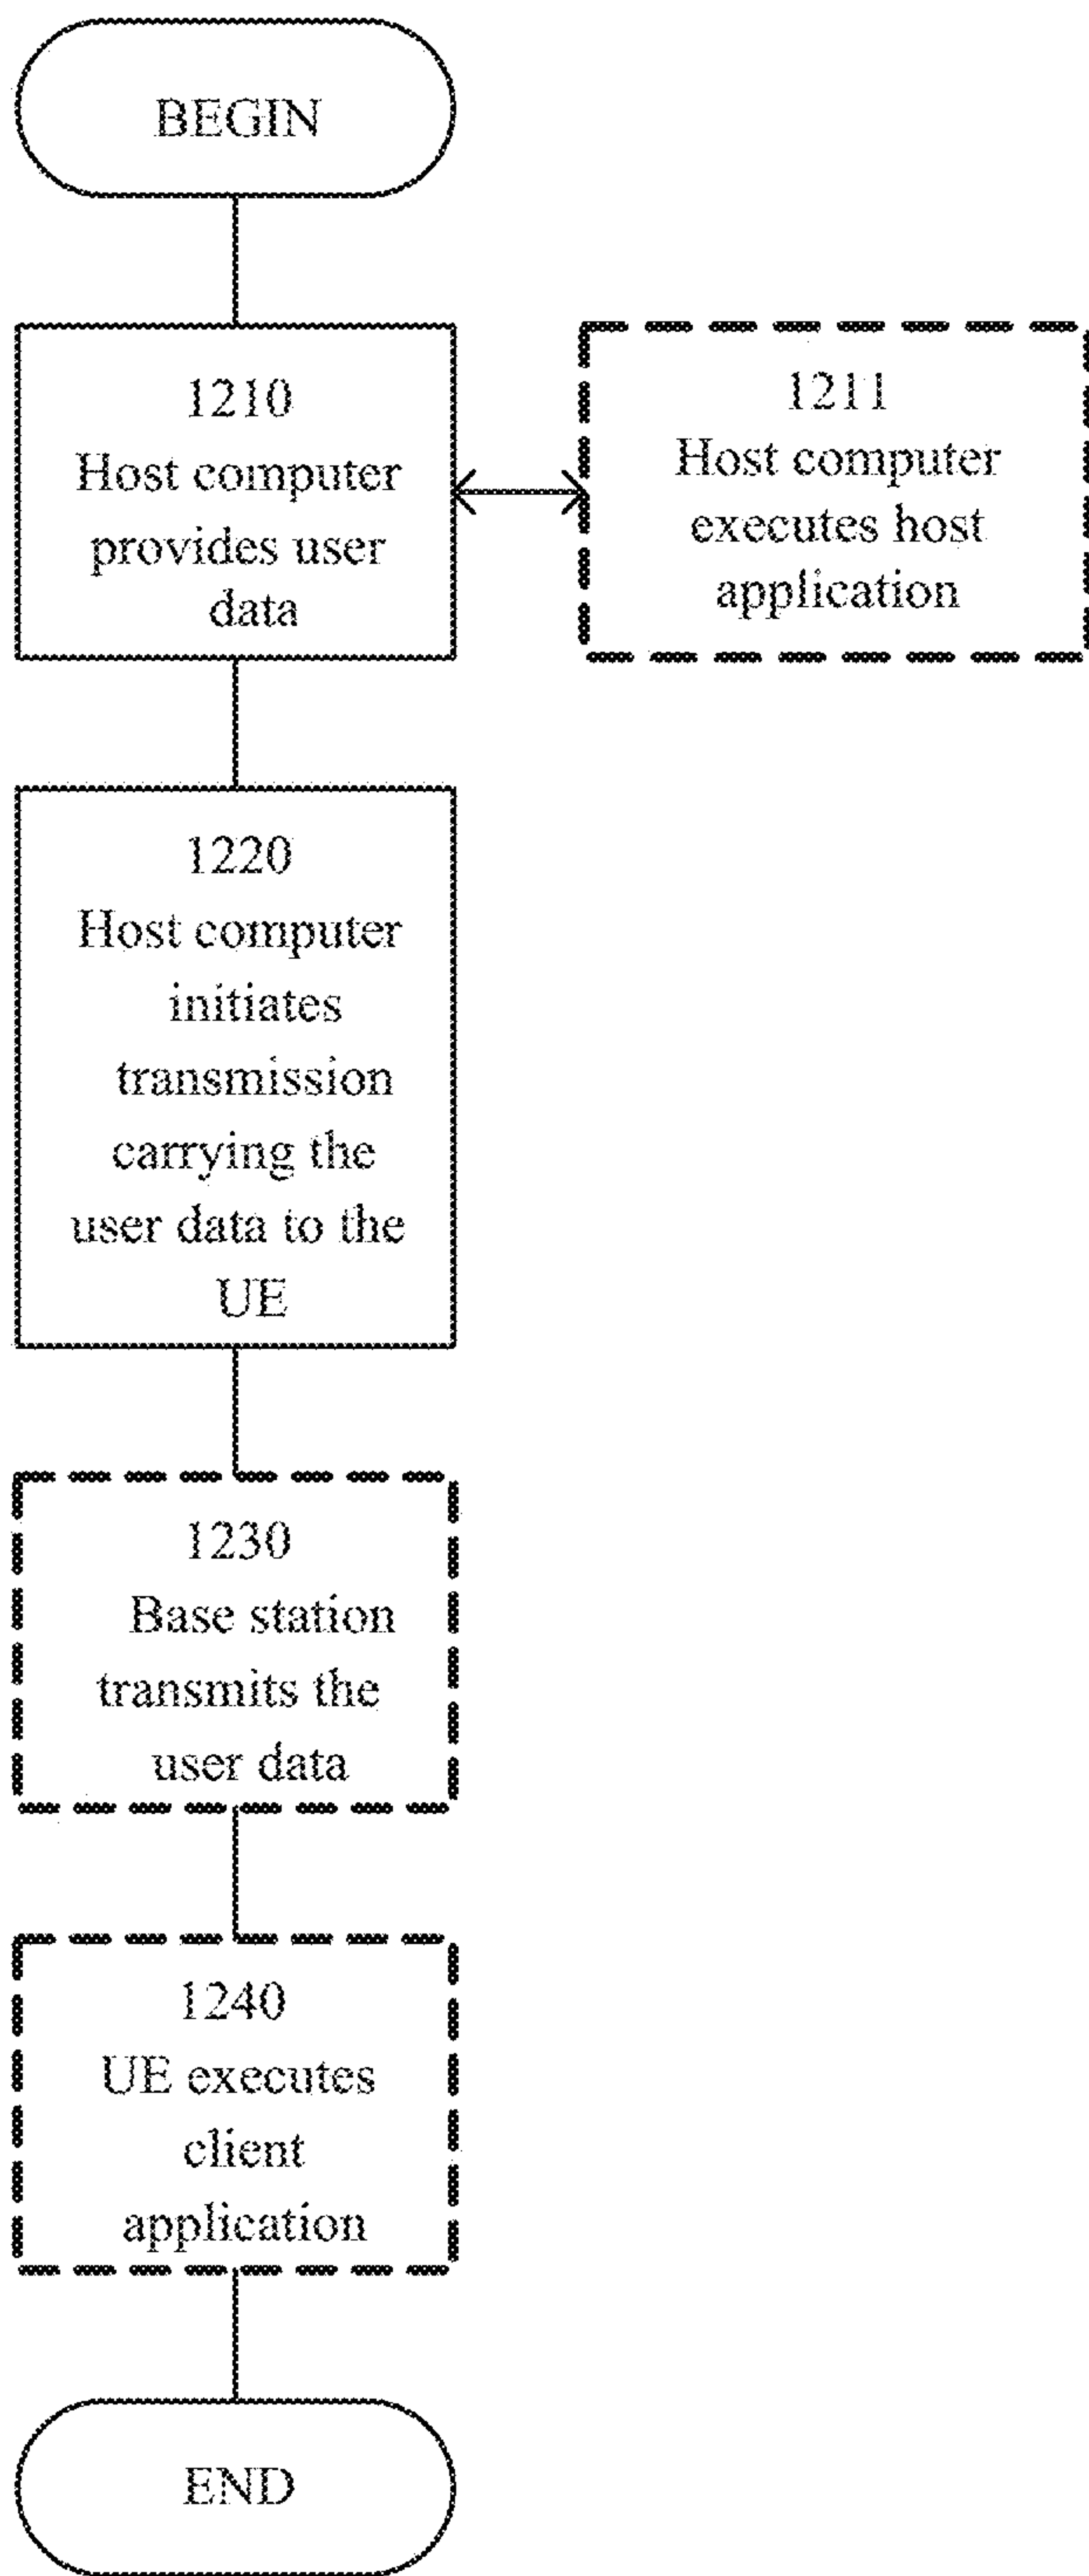 BEGIN
1210
Host computer
provides user
data
1211
Host computer
executes host
application
1220
Host computer
initiates
transmission
carrying the
user data to the
UE
1230
Base station
transmits the
user data
1240
UE executes
client
application
END